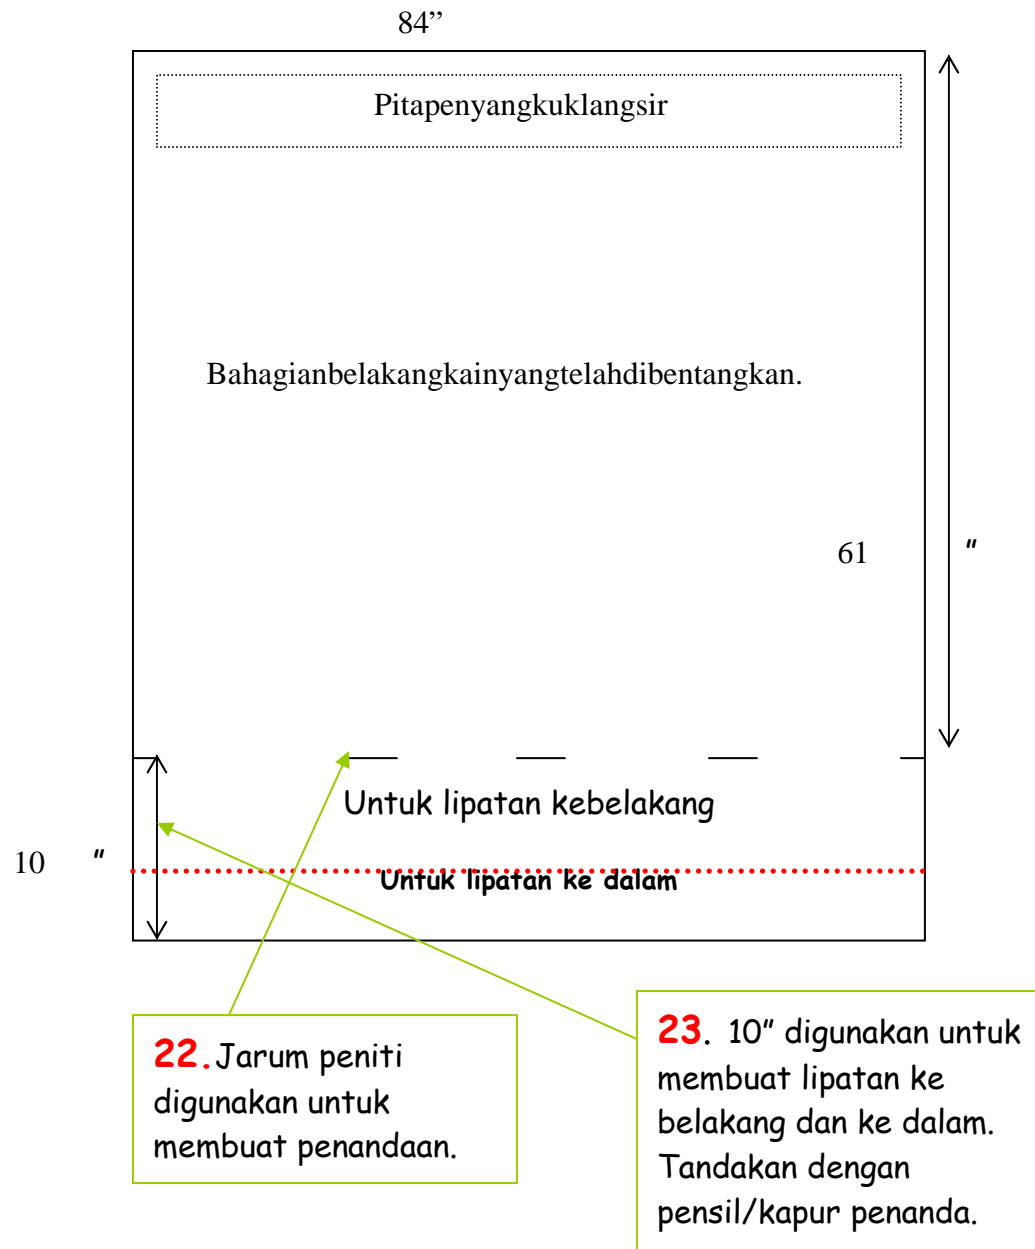 84”
Pitapenyangkuklangsir
Bahagianbelakangkainyangtelahdibentangkan.
61 "
Untuk lipatan kebelakang
10 "
Untuk lipatan ke dalam
22.Jarum peniti
digunakan untuk
membuat penandaan.
23. 10" digunakan untuk
membuat lipatan ke
belakang dan ke dalam.
Tandakan dengan
pensil/kapur penanda.